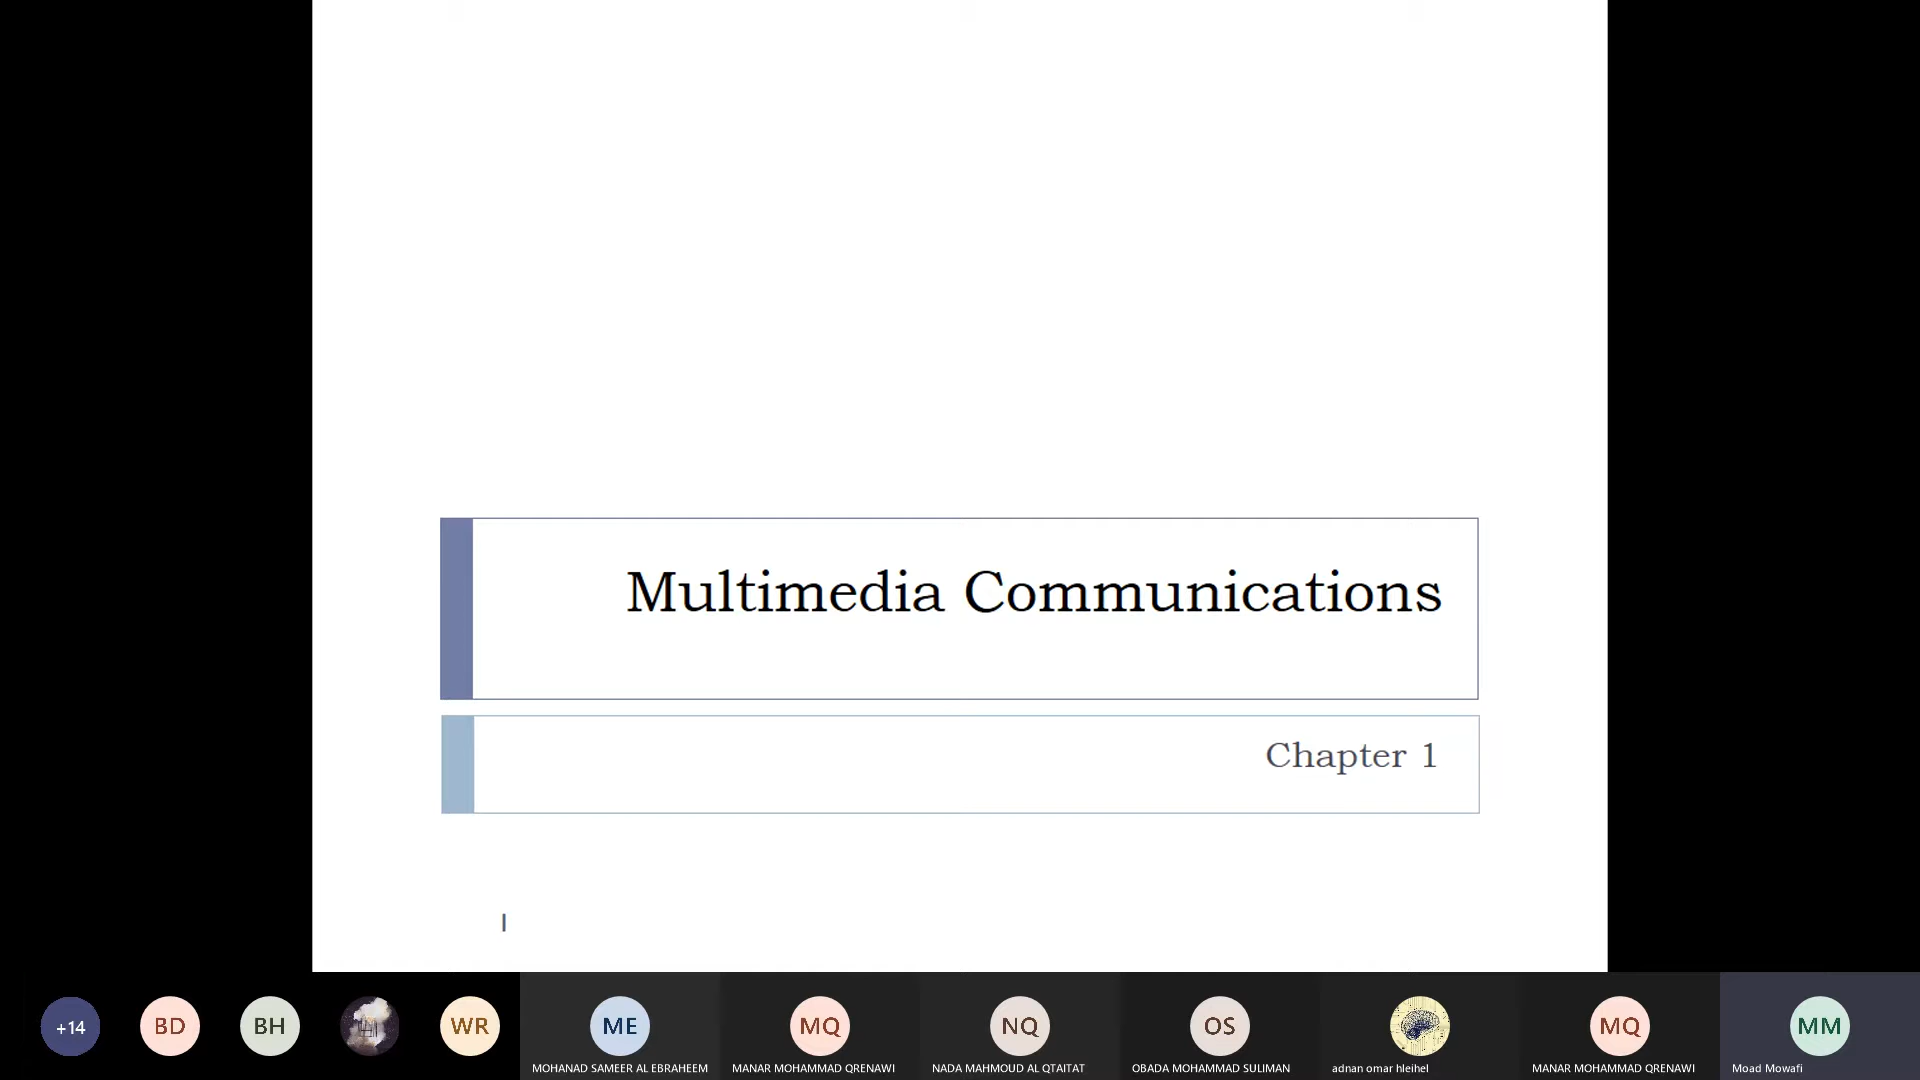 Multimedia Communications
Chapter 1
1
+14
BD
BH
WR
ME
MQ
NQ
OS
MQ
MM
MOHANAD SAMEER AL EBRAHEEM
MANAR MOHAMMAD QRENAWI
NADA MAHMOUD AL QTAITAT
OBADA MOHAMMAD SULIMAN
adnan omar hleihel
MANAR MOHAMMAD QRENAWI
Moad Mowafi